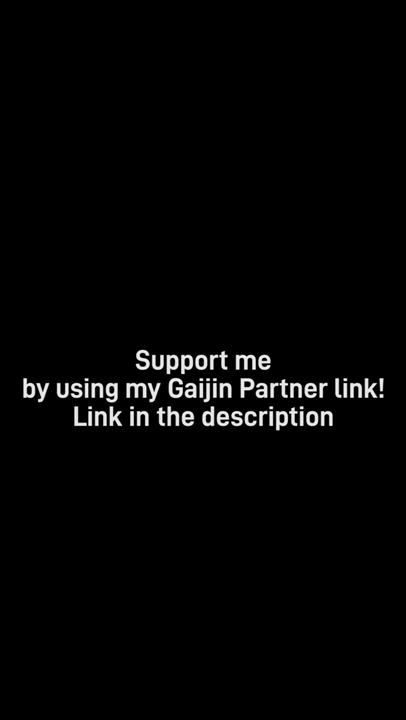 Support me
by using my Gaijin Partner link!
Link in the description